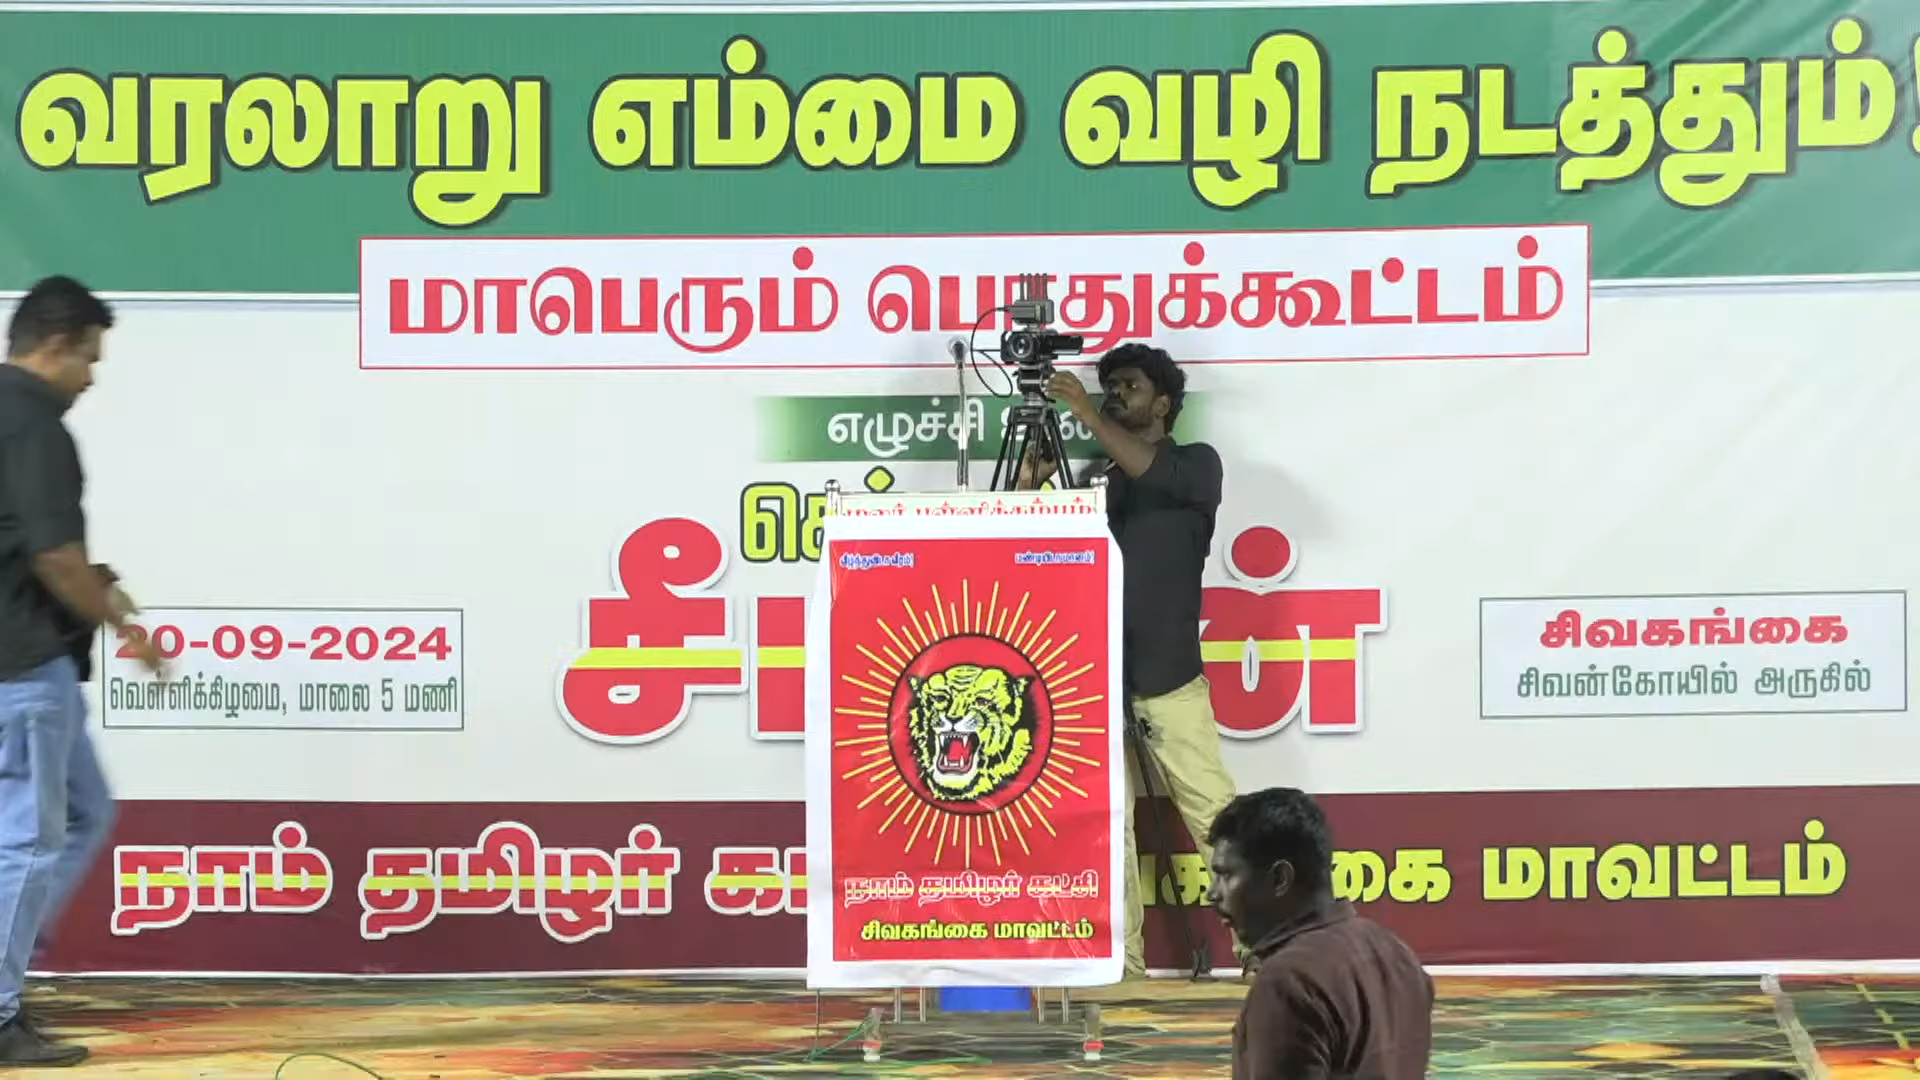 வரலாறு எம்மை வழி நடத்தும்!
மாபெரும் பொதுக்கூட்டம்
எழுச்சி
20-09-2024
வெள்ளிக்கிழமை, மாலை 5 மணி
சிவகங்கை
சிவன்கோயில் அருகில்
நாம் தமிழர்
மாவட்டம்
நாம் தமிழர் கட்சி
சிவகங்கை மாவட்டம்